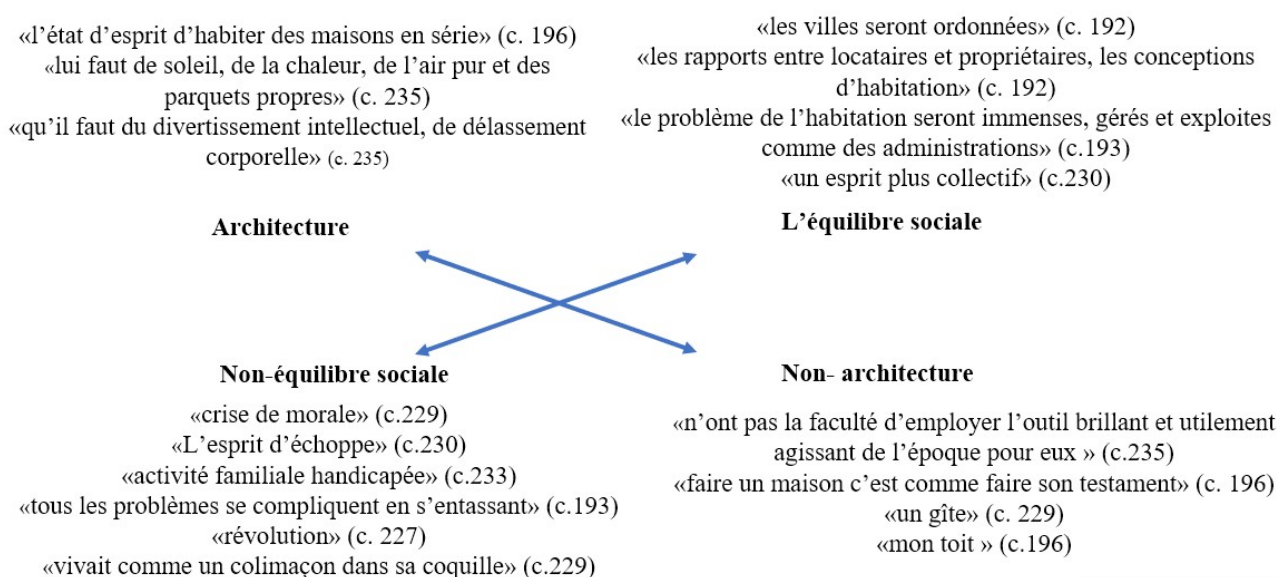 «l’état d’esprit d’habiter des maisons en série» (c. 196)
«lui faut de soleil, de la chaleur, de l’air pur et des
parquets propres» (c. 235)
«qu’il faut du divertissement intellectuel, de délassement
corporelle» (c. 235)
Architecture
«les villes seront ordonnées» (c. 192)
«les rapports entre locataires et propriétaires, les conceptions
d’habitation» (c. 192)
«le problème de l’habitation seront immenses, gérés et exploites
comme des administrations» (c.193)
«un esprit plus collectif» (c.230)
L’équilibre sociale
Non-équilibre sociale
«crise de morale» (c.229)
«L’esprit d’échoppe» (c.230)
«activité familiale handicapée» (c.233)
«tous les problèmes se compliquent en s’entassant» (c.193)
«révolution» (c. 227)
«vivait comme un colimaçon dans sa coquille» (c.229)
Non- architecture
«n’ont pas la faculté d’employer l’outil brillant et utilement
agissant de l’époque pour eux » (c.235)
«faire un maison c’est comme faire son testament» (c. 196)
«un gîte» (c. 229)
«mon toit » (c.196)